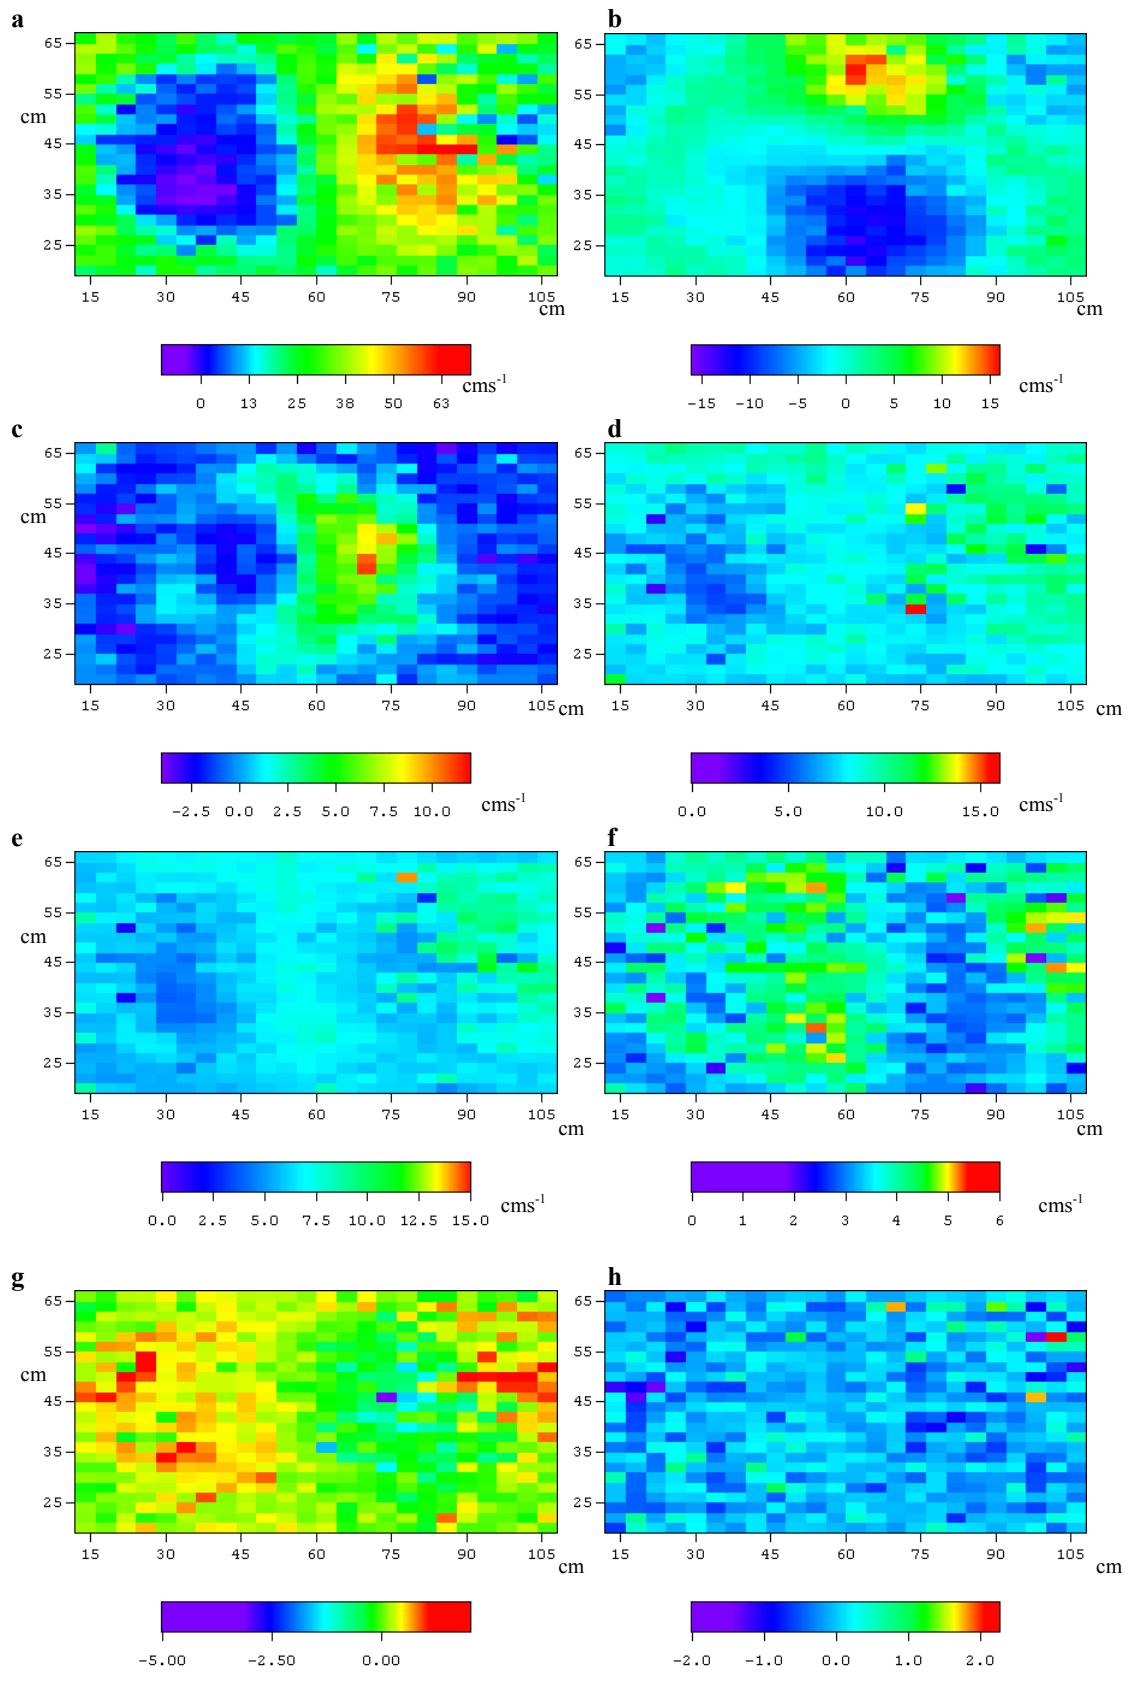 a b
65 65
55 55
cm
45 45
35 35
25 25
15 30 45 60 75 90 105 15 30 45 60 75 90 105
cm cm
cms-1 cms-1
0 13 25 38 50 63 -15 -10 -5 0 5 10 15
c d
65 65
55 55
cm
45 45
35 35
25 25
15 30 45 60 75 90 105 cm 15 30 45 60 75 90 105 cm
cms-1 cms-1
-2.5 0.0 2.5 5.0 7.5 10.0 0.0 5.0 10.0 15.0
e f
65 65
55 55
cm
45 45
35 35
25 25
15 30 45 60 75 90 105 15 30 45 60 75 90 105
cm cm
cms-1 cms-1
0.0 2.5 5.0 7.5 10.0 12.5 15.0 0 1 2 3 4 5 6
g h
65 65
55 55
cm
45 45
35 35
25 25
15 30 45 60 75 90 105 15 30 45 60 75 90 105
cm cm
-5.00 -2.50 0.00 -2.0 -1.0 0.0 1.0 2.0